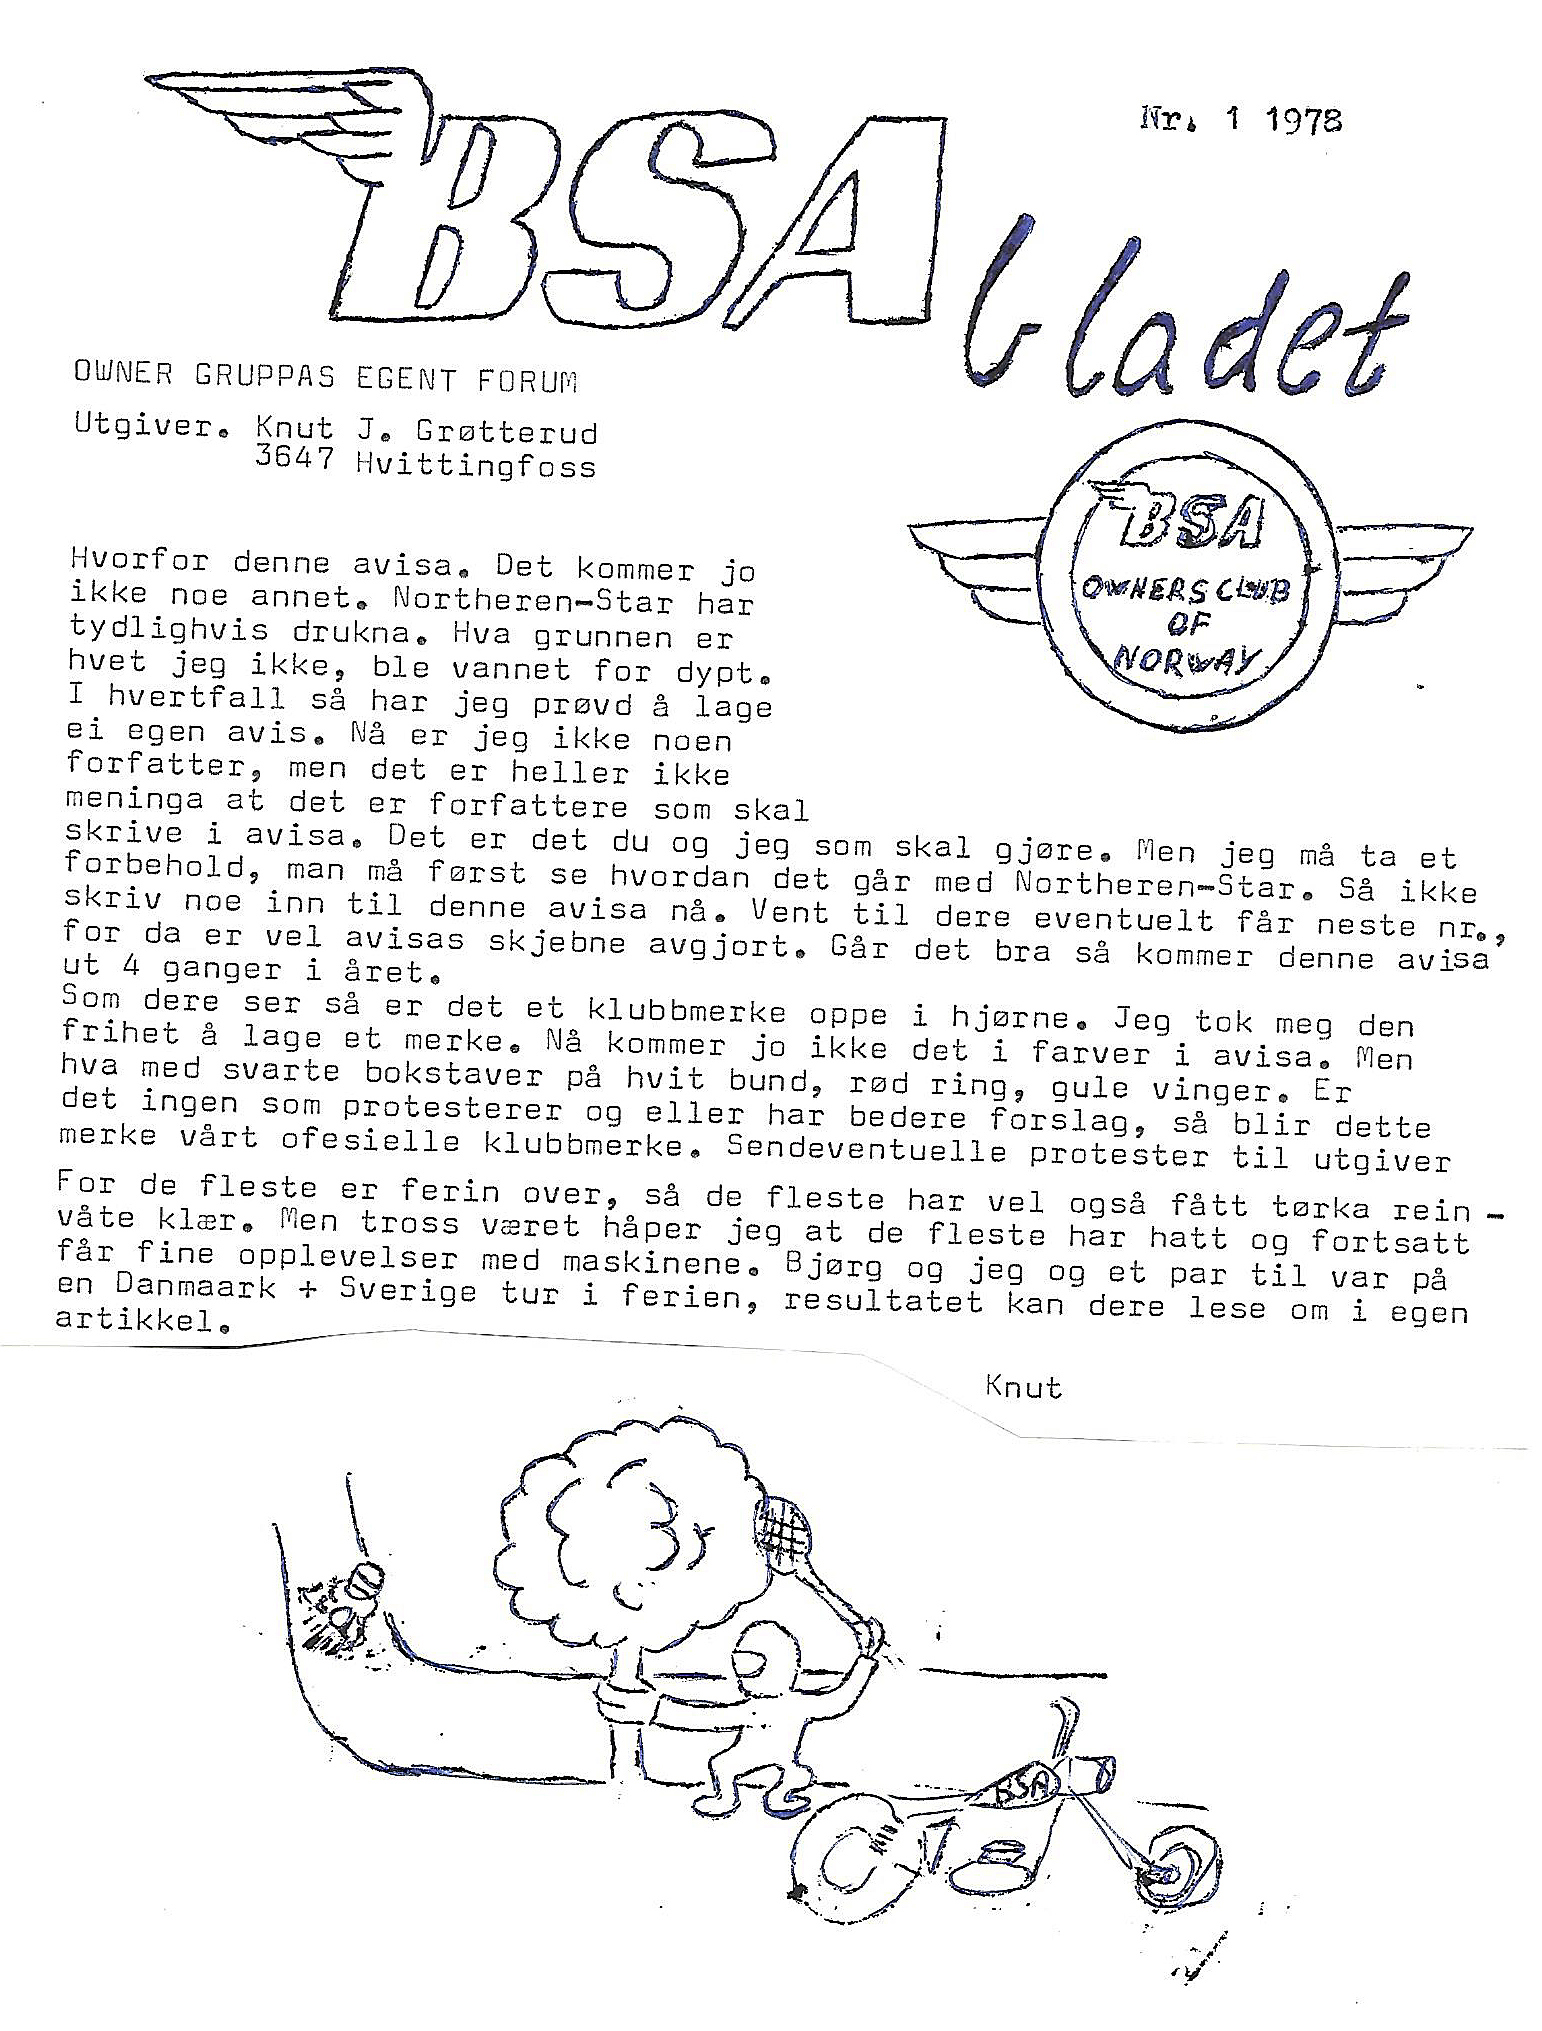 Nr. 1 1978
BSA
bladet
OWNER GRUPPAS EGENT FORUM
Utgiver. Knut J. Grøtterud
3647 Hvittingfoss
BSA
OWNERS CLUB
OF
NORWAY
Hvorfor denne avisa. Det kommer jo
ikke noe annet. Northeren-Star har
tydlighvis drukna. Hva grunnen er
hvet jeg ikke, ble vannet for dypt.
I hvertfall så har jeg prøvd å lage
ei egen avis. Nå er jeg ikke noen
forfatter, men det er heller ikke
meninga at det er forfattere som skal
skrive i avisa. Det er det du og jeg som skal gjøre. Men jeg må ta et
forbehold, man må først se hvordan det går med Northeren-Star. Så ikke
skriv noe inn til denne avisa nå. Vent til dere eventuelt får neste nr.,
for da er vel avisas skjebne avgjort. Går det bra så kommer denne avisa
ut 4 ganger i året.
Som dere ser så er det et klubbmerke oppe i hjørne. Jeg tok meg den
frihet å lage et merke. Nå kommer jo ikke det i farver i avisa. Men
hva med svarte bokstaver på hvit bund, rød ring, gule vinger. Er
det ingen som protesterer og eller har bedere forslag, så blir dette
merke vårt ofesielle klubbmerke. Sendeventuelle protester til utgiver
For de fleste er ferin over, så de fleste har vel også fått tørka rein -
våte klær. Men tross været håper jeg at de fleste har hatt og fortsatt
får fine opplevelser med maskinene. Bjørg og jeg og et par til var på
en Danmaark + Sverige tur i ferien, resultatet kan dere lese om i egen
artikkel.
Knut
BSA